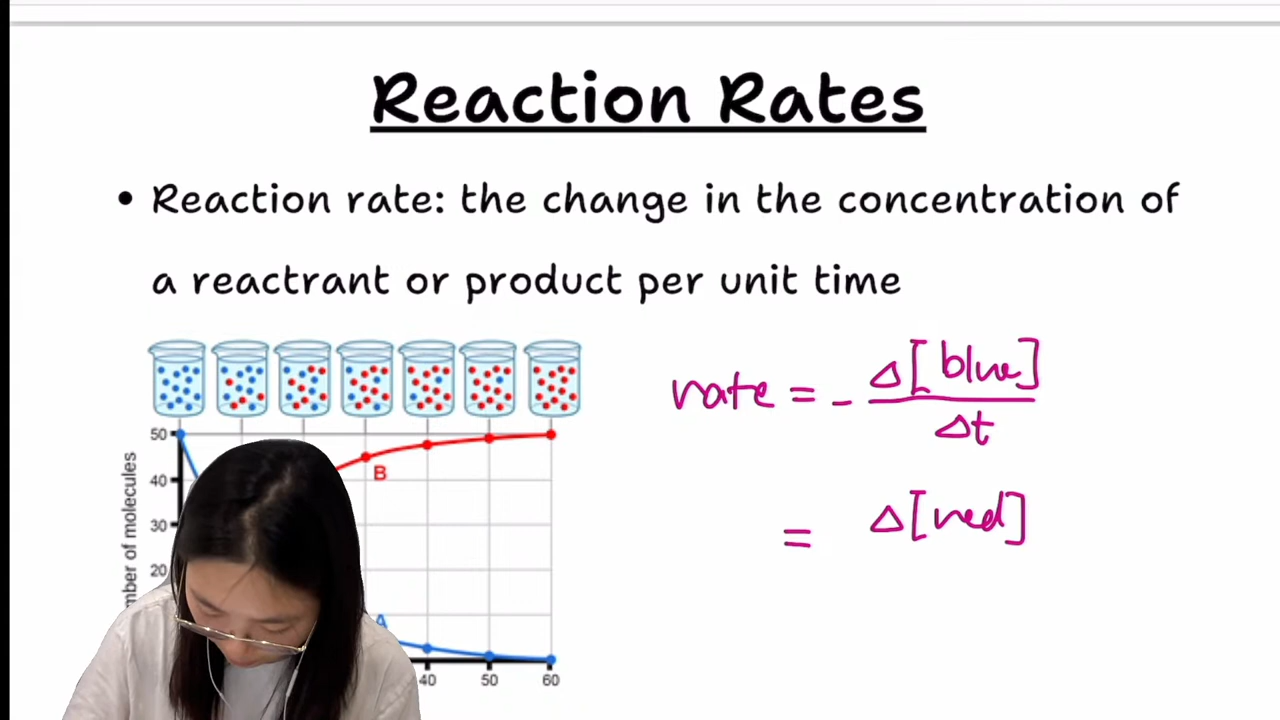 Reaction Rates
• Reaction rate: the change in the concentration of
a reactrant or product per unit time
rate = - Δ[blue]
Δt
= Δ[red]
50
40
30
20
mber of molecules
B
A
40
50
60